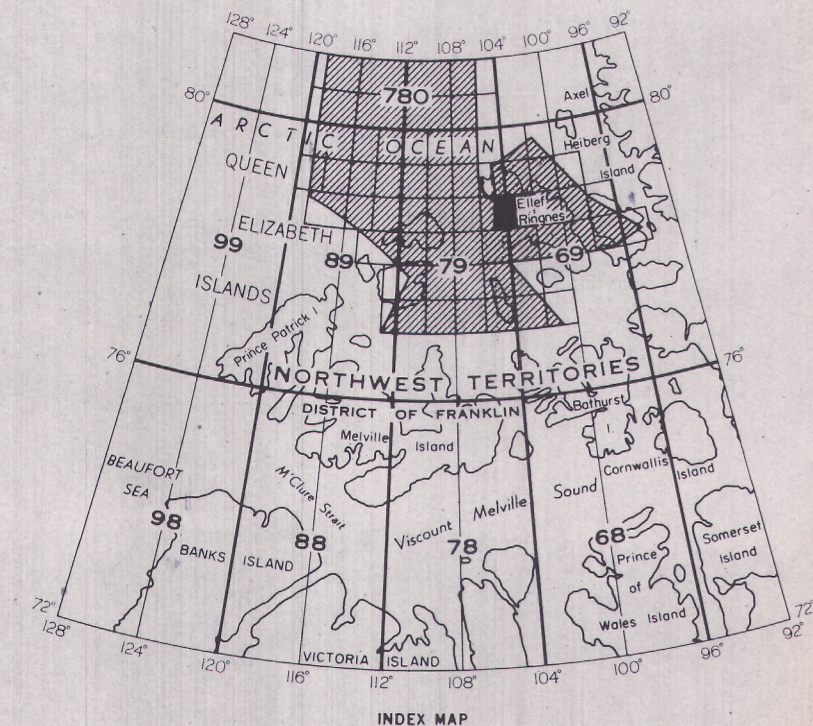 128° 124° 120° 116° 112° 108° 104° 100° 96° 92°
80°
80°
780
Axel
Heiberg
Island
ARCTIC OCEAN
QUEEN
ELIZABETH
ISLANDS
99
89
79
69
Ellef
Ringnes
Prince Patrick I.
76°
76°
NORTHWEST TERRITORIES
DISTRICT OF FRANKLIN
Melville
Island
Bathurst
I.
Cornwallis
Island
BEAUFORT
SEA
M'Clure Strait
Viscount Melville Sound
98
88
78
68
BANKS ISLAND
Prince
of
Wales Island
Somerset
Island
VICTORIA ISLAND
72°
72°
128° 124° 120° 116° 112° 108° 104° 100° 96° 92°
INDEX MAP